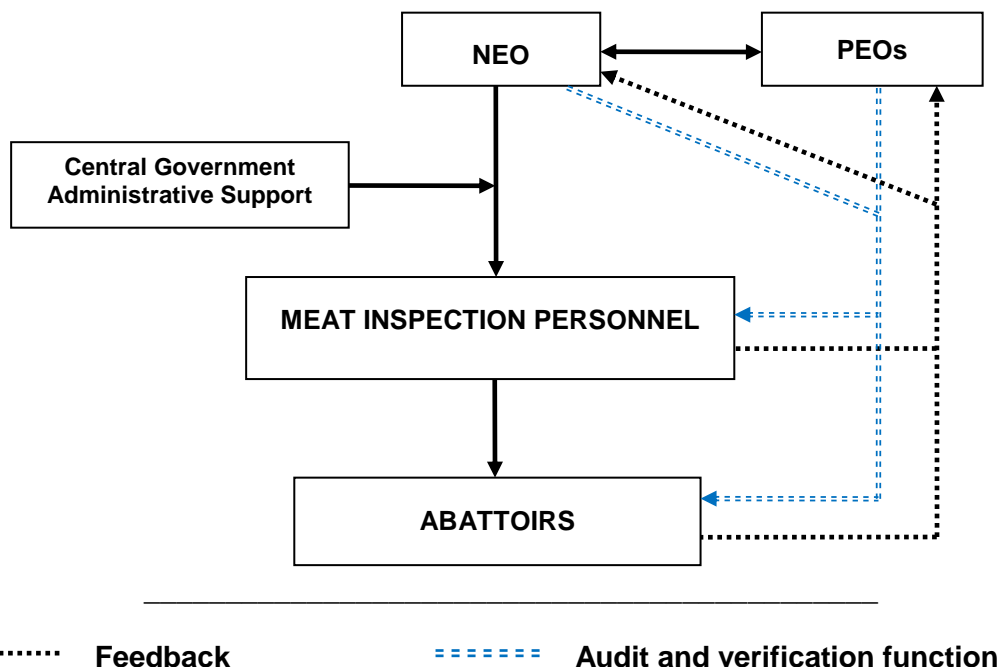 NEO
PEOs
Central Government
Administrative Support
MEAT INSPECTION PERSONNEL
ABATTOIRS
Feedback
Audit and verification function